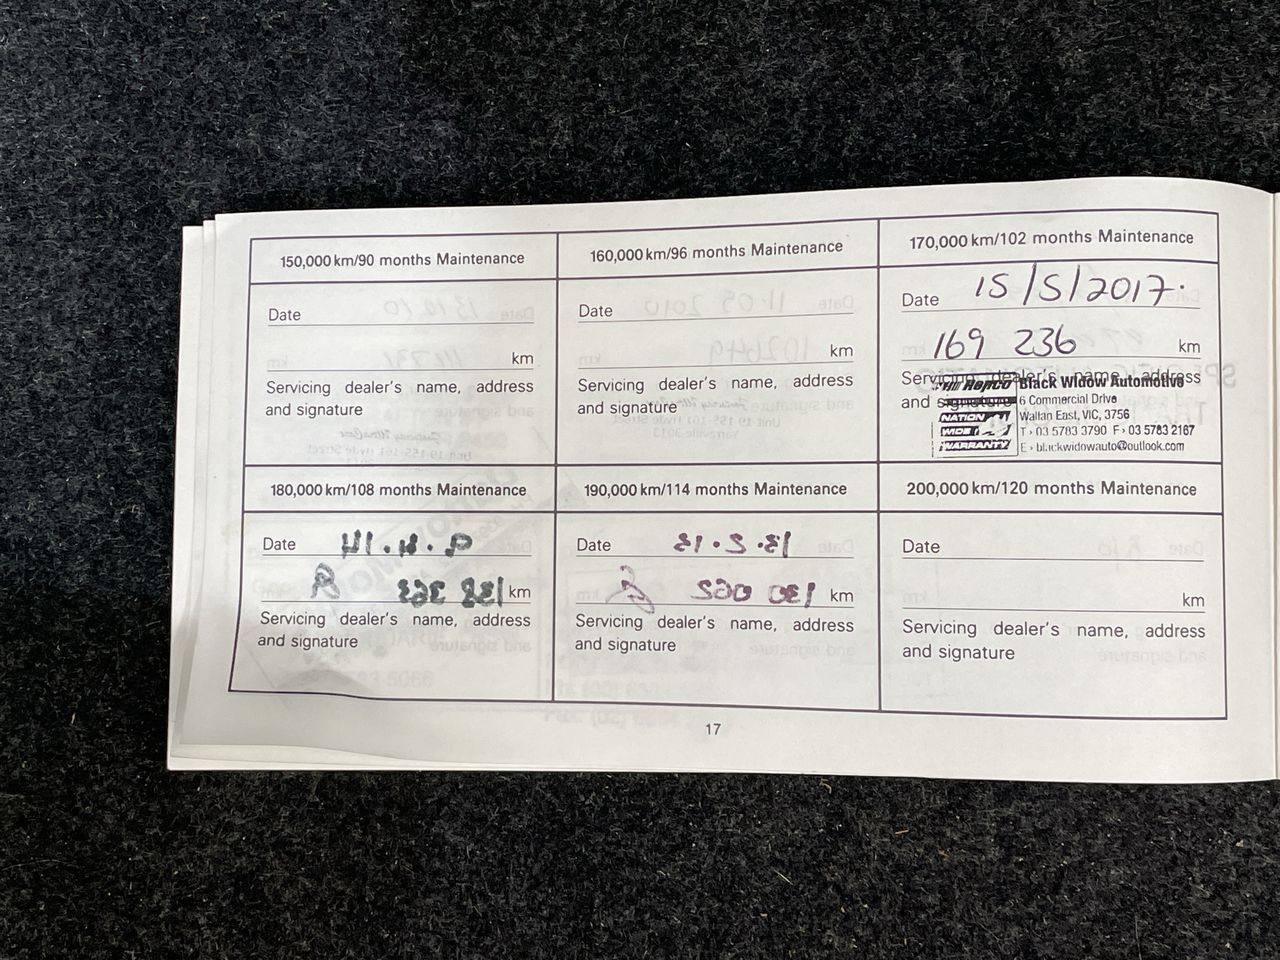 150,000 km/90 months Maintenance
Date
km
Servicing dealer's name, address
and signature
160,000 km/96 months Maintenance
Date
km
Servicing dealer's name, address
and signature
170,000 km/102 months Maintenance
Date 15/5/2017.
169 236 km
Servicing dealer's name, address
and signature
Repco
NATION
WIDE
WARRANTY
Black Widow Automotive
6 Commercial Drive
Wallan East, VIC, 3756
T › 03 5783 3790 F › 03 5783 2167
E › blackwidowauto@outlook.com
180,000 km/108 months Maintenance
Date
km
Servicing dealer's name, address
and signature
190,000 km/114 months Maintenance
Date 13.2.13
130 062 km
Servicing dealer's name, address
and signature
200,000 km/120 months Maintenance
Date
km
Servicing dealer's name, address
and signature
17